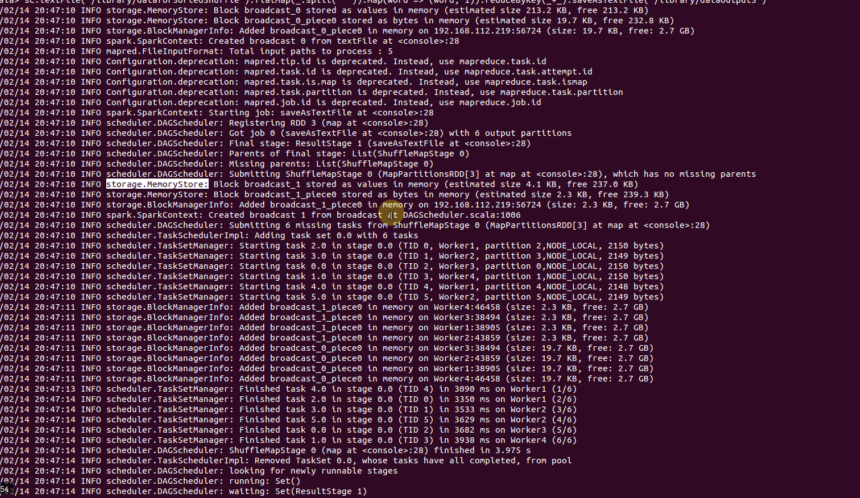 /02/14 20:47:10 INFO storage.MemoryStore: Block broadcast_0 stored as values in memory (estimated size 213.2 KB, free 213.2 KB)
/02/14 20:47:10 INFO storage.MemoryStore: Block broadcast_0_piece0 stored as bytes in memory (estimated size 19.7 KB, free 232.8 KB)
/02/14 20:47:10 INFO storage.BlockManagerInfo: Added broadcast_0_piece0 in memory on 192.168.112.219:56724 (size: 19.7 KB, free: 2.7 GB)
/02/14 20:47:10 INFO spark.SparkContext: Created broadcast 0 from textFile at <console>:28
/02/14 20:47:10 INFO mapred.FileInputFormat: Total input paths to process : 5
/02/14 20:47:10 INFO Configuration.deprecation: mapred.tip.id is deprecated. Instead, use mapreduce.task.id
/02/14 20:47:10 INFO Configuration.deprecation: mapred.task.id is deprecated. Instead, use mapreduce.task.attempt.id
/02/14 20:47:10 INFO Configuration.deprecation: mapred.task.is.map is deprecated. Instead, use mapreduce.task.ismap
/02/14 20:47:10 INFO Configuration.deprecation: mapred.task.partition is deprecated. Instead, use mapreduce.task.partition
/02/14 20:47:10 INFO Configuration.deprecation: mapred.job.id is deprecated. Instead, use mapreduce.job.id
/02/14 20:47:10 INFO spark.SparkContext: Starting job: saveAsTextFile at <console>:28
/02/14 20:47:10 INFO scheduler.DAGScheduler: Registering RDD 3 (map at <console>:28)
/02/14 20:47:10 INFO scheduler.DAGScheduler: Got job 0 (saveAsTextFile at <console>:28) with 6 output partitions
/02/14 20:47:10 INFO scheduler.DAGScheduler: Final stage: ResultStage 1 (saveAsTextFile at <console>:28)
/02/14 20:47:10 INFO scheduler.DAGScheduler: Parents of final stage: List(ShuffleMapStage 0)
/02/14 20:47:10 INFO scheduler.DAGScheduler: Missing parents: List(ShuffleMapStage 0)
/02/14 20:47:10 INFO scheduler.DAGScheduler: Submitting ShuffleMapStage 0 (MapPartitionsRDD[3] at map at <console>:28), which has no missing parents
/02/14 20:47:10 INFO storage.MemoryStore: Block broadcast_1 stored as values in memory (estimated size 4.1 KB, free 237.0 KB)
/02/14 20:47:10 INFO storage.MemoryStore: Block broadcast_1_piece0 stored as bytes in memory (estimated size 2.3 KB, free 239.3 KB)
/02/14 20:47:10 INFO storage.BlockManagerInfo: Added broadcast_1_piece0 in memory on 192.168.112.219:56724 (size: 2.3 KB, free: 2.7 GB)
/02/14 20:47:10 INFO spark.SparkContext: Created broadcast 1 from broadcast at DAGScheduler.scala:1006
/02/14 20:47:10 INFO scheduler.DAGScheduler: Submitting 6 missing tasks from ShuffleMapStage 0 (MapPartitionsRDD[3] at map at <console>:28)
/02/14 20:47:10 INFO scheduler.TaskSchedulerImpl: Adding task set 0.0 with 6 tasks
/02/14 20:47:10 INFO scheduler.TaskSetManager: Starting task 2.0 in stage 0.0 (TID 0, Worker1, partition 2,NODE_LOCAL, 2150 bytes)
/02/14 20:47:10 INFO scheduler.TaskSetManager: Starting task 3.0 in stage 0.0 (TID 1, Worker2, partition 3,NODE_LOCAL, 2149 bytes)
/02/14 20:47:10 INFO scheduler.TaskSetManager: Starting task 0.0 in stage 0.0 (TID 2, Worker3, partition 0,NODE_LOCAL, 2150 bytes)
/02/14 20:47:10 INFO scheduler.TaskSetManager: Starting task 1.0 in stage 0.0 (TID 3, Worker4, partition 1,NODE_LOCAL, 2150 bytes)
/02/14 20:47:10 INFO scheduler.TaskSetManager: Starting task 4.0 in stage 0.0 (TID 4, Worker1, partition 4,NODE_LOCAL, 2148 bytes)
/02/14 20:47:10 INFO scheduler.TaskSetManager: Starting task 5.0 in stage 0.0 (TID 5, Worker2, partition 5,NODE_LOCAL, 2149 bytes)
/02/14 20:47:11 INFO storage.BlockManagerInfo: Added broadcast_1_piece0 in memory on Worker4:46458 (size: 2.3 KB, free: 2.7 GB)
/02/14 20:47:11 INFO storage.BlockManagerInfo: Added broadcast_1_piece0 in memory on Worker3:38494 (size: 2.3 KB, free: 2.7 GB)
/02/14 20:47:11 INFO storage.BlockManagerInfo: Added broadcast_1_piece0 in memory on Worker1:38905 (size: 2.3 KB, free: 2.7 GB)
/02/14 20:47:11 INFO storage.BlockManagerInfo: Added broadcast_1_piece0 in memory on Worker2:43859 (size: 2.3 KB, free: 2.7 GB)
/02/14 20:47:11 INFO storage.BlockManagerInfo: Added broadcast_0_piece0 in memory on Worker3:38494 (size: 19.7 KB, free: 2.7 GB)
/02/14 20:47:11 INFO storage.BlockManagerInfo: Added broadcast_0_piece0 in memory on Worker2:43859 (size: 19.7 KB, free: 2.7 GB)
/02/14 20:47:11 INFO storage.BlockManagerInfo: Added broadcast_0_piece0 in memory on Worker1:38905 (size: 19.7 KB, free: 2.7 GB)
/02/14 20:47:11 INFO storage.BlockManagerInfo: Added broadcast_0_piece0 in memory on Worker4:46458 (size: 19.7 KB, free: 2.7 GB)
/02/14 20:47:13 INFO scheduler.TaskSetManager: Finished task 4.0 in stage 0.0 (TID 4) in 3090 ms on Worker1 (1/6)
/02/14 20:47:14 INFO scheduler.TaskSetManager: Finished task 2.0 in stage 0.0 (TID 0) in 3350 ms on Worker1 (2/6)
/02/14 20:47:14 INFO scheduler.TaskSetManager: Finished task 3.0 in stage 0.0 (TID 1) in 3533 ms on Worker2 (3/6)
/02/14 20:47:14 INFO scheduler.TaskSetManager: Finished task 5.0 in stage 0.0 (TID 5) in 3629 ms on Worker2 (4/6)
/02/14 20:47:14 INFO scheduler.TaskSetManager: Finished task 0.0 in stage 0.0 (TID 2) in 3682 ms on Worker3 (5/6)
/02/14 20:47:14 INFO scheduler.TaskSetManager: Finished task 1.0 in stage 0.0 (TID 3) in 3938 ms on Worker4 (6/6)
/02/14 20:47:14 INFO scheduler.DAGScheduler: ShuffleMapStage 0 (map at <console>:28) finished in 3.975 s
/02/14 20:47:14 INFO scheduler.TaskSchedulerImpl: Removed TaskSet 0.0, whose tasks have all completed, from pool
/02/14 20:47:14 INFO scheduler.DAGScheduler: looking for newly runnable stages
/02/14 20:47:14 INFO scheduler.DAGScheduler: running: Set()
/02/14 20:47:14 INFO scheduler.DAGScheduler: waiting: Set(ResultStage 1)